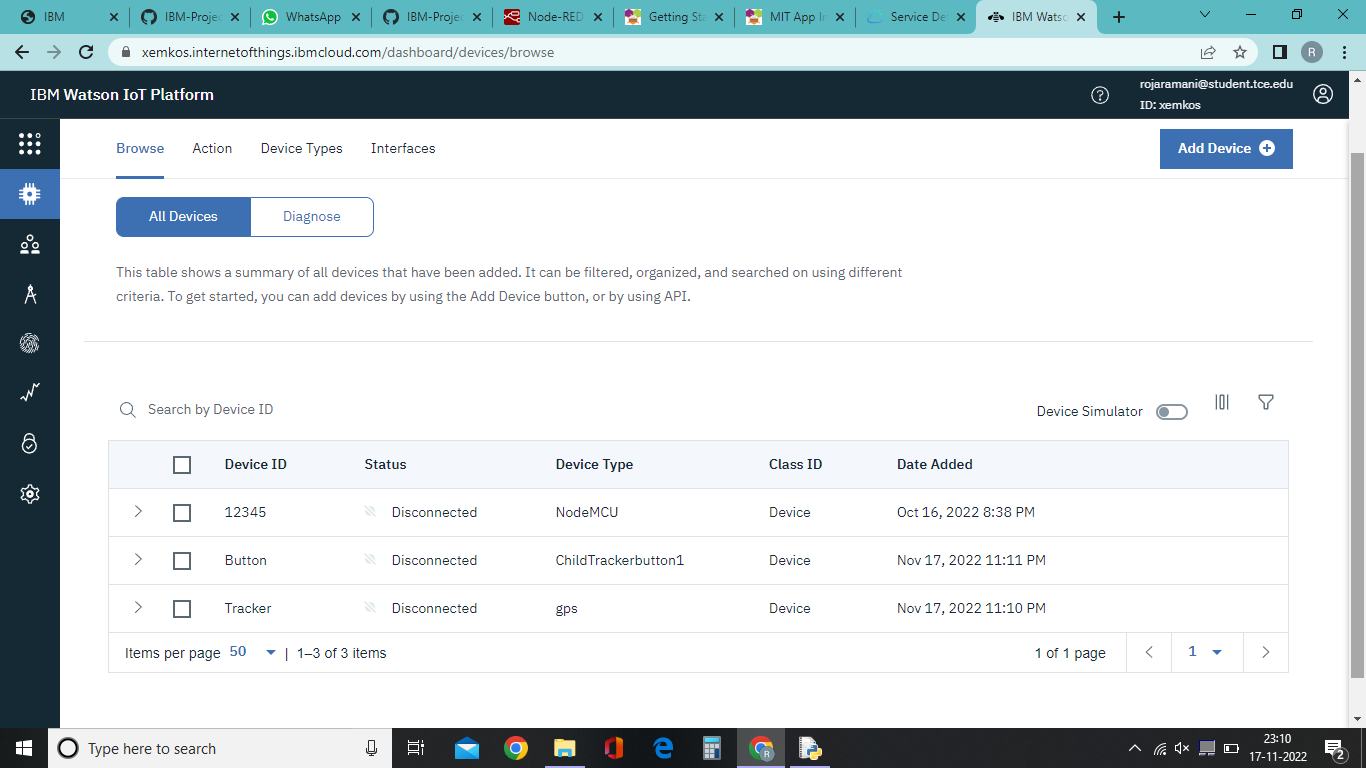 IBM
IBM-Projec
WhatsApp
IBM-Projec
Node-RED
Getting Sta
MIT App In
Service De
IBM Watso
xemkos.internetofthings.ibmcloud.com/dashboard/devices/browse
R
IBM Watson IoT Platform
rojaramani@student.tce.edu
ID: xemkos
Browse
Action
Device Types
Interfaces
Add Device
All Devices
Diagnose
This table shows a summary of all devices that have been added. It can be filtered, organized, and searched on using different
criteria. To get started, you can add devices by using the Add Device button, or by using API.
Search by Device ID
Device Simulator
Device ID Status Device Type Class ID Date Added
12345 Disconnected NodeMCU Device Oct 16, 2022 8:38 PM
Button Disconnected ChildTrackerbutton1 Device Nov 17, 2022 11:11 PM
Tracker Disconnected gps Device Nov 17, 2022 11:10 PM
Items per page 50 | 1–3 of 3 items
1 of 1 page
1
Type here to search
R
23:10
17-11-2022
2